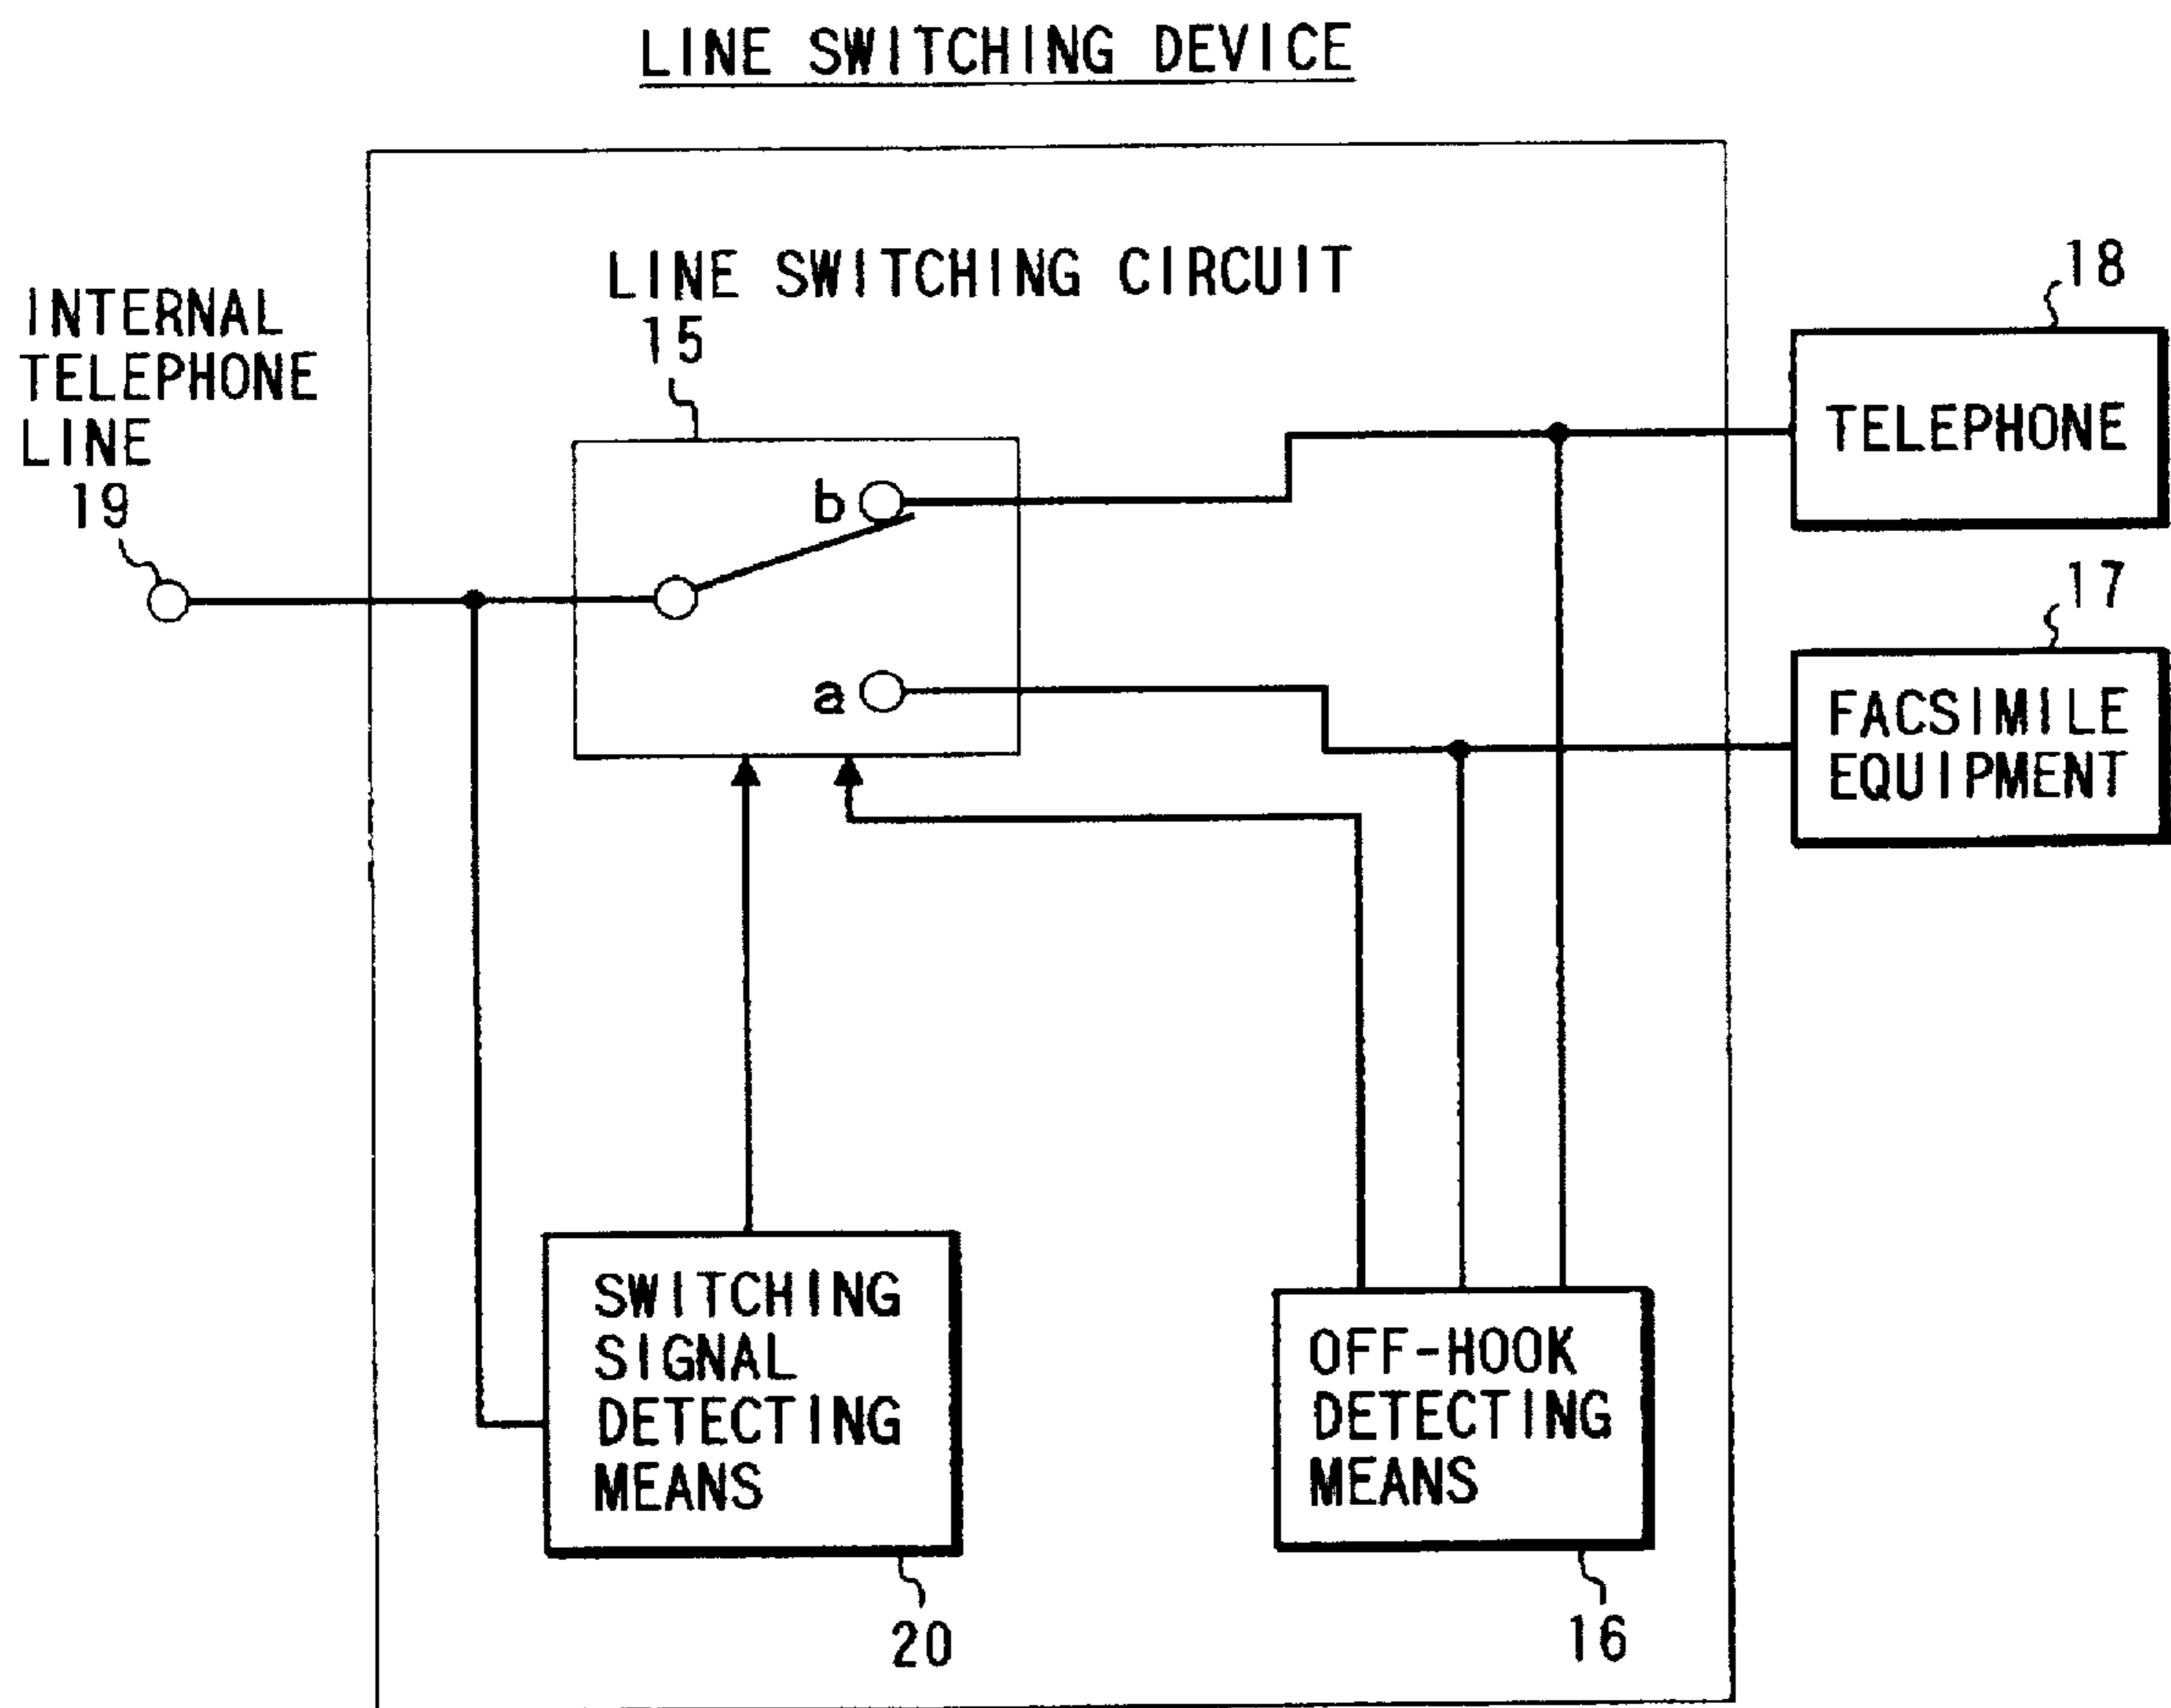 LINE SWITCHING DEVICE
LINE SWITCHING CIRCUIT
15
INTERNAL
TELEPHONE
LINE
19
18
TELEPHONE
17
FACSIMILE
EQUIPMENT
b
a
SWITCHING
SIGNAL
DETECTING
MEANS
20
OFF-HOOK
DETECTING
MEANS
16